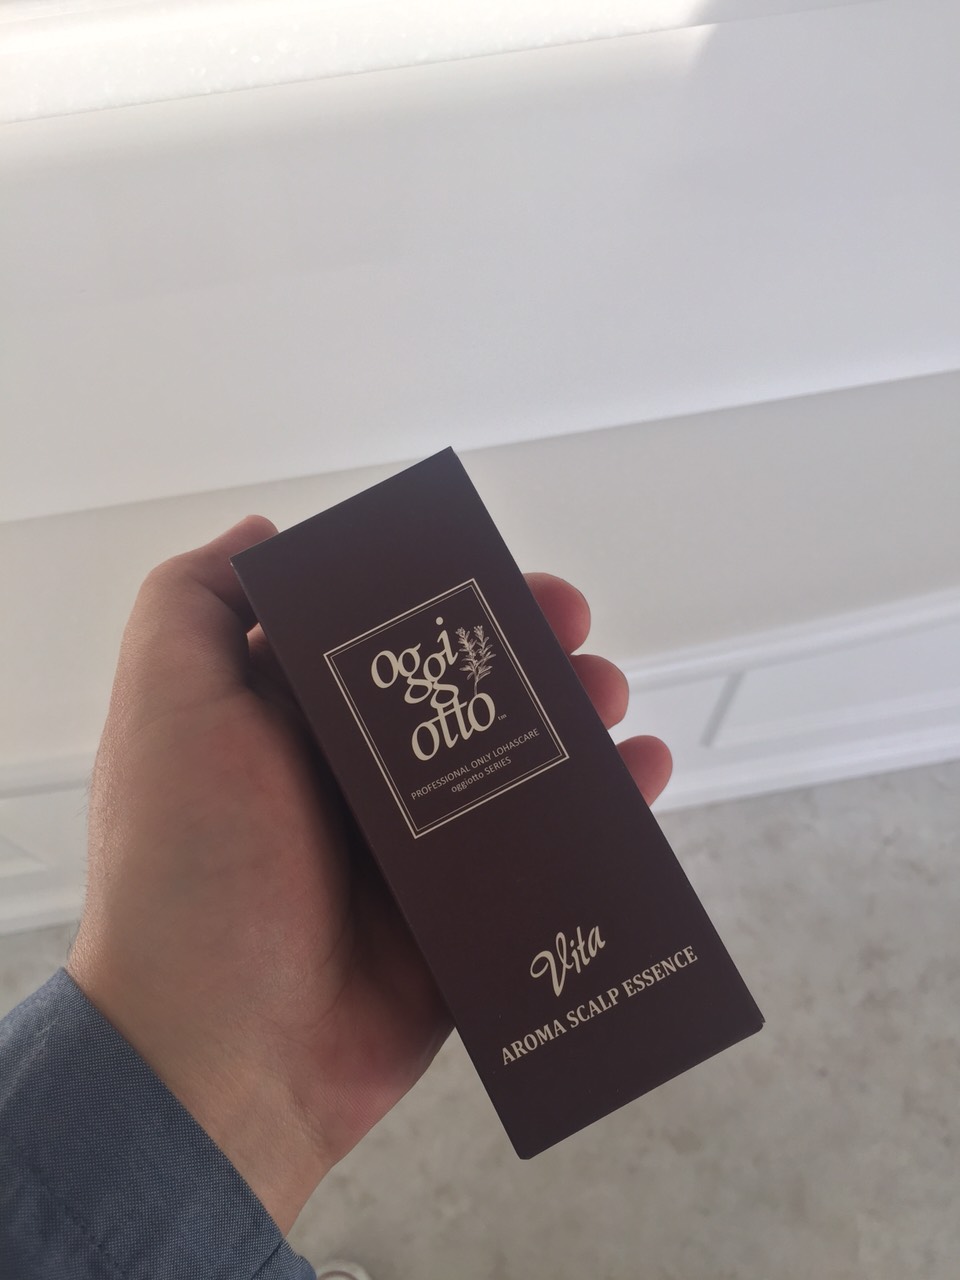 oggi
otto tm
PROFESSIONAL ONLY LOHASCARE
oggiotto SERIES
Vita
AROMA SCALP ESSENCE